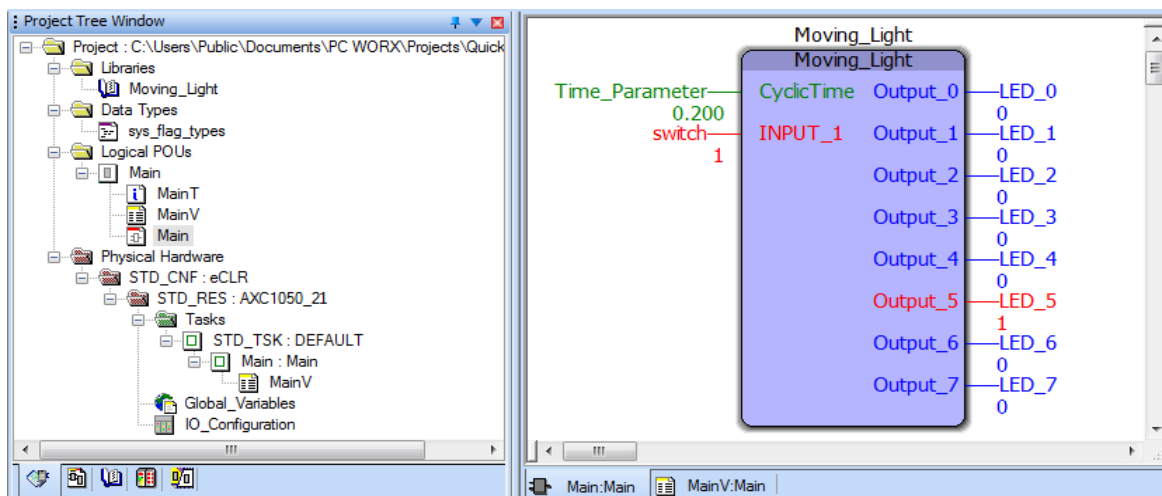 Project Tree Window
Project : C:\Users\Public\Documents\PC WORX\Projects\Quick
Libraries
Moving_Light
Data Types
sys_flag_types
Logical POUs
Main
MainT
MainV
Main
Physical Hardware
STD_CNF : eCLR
STD_RES : AXC1050_21
Tasks
STD_TSK : DEFAULT
Main : Main
MainV
Global_Variables
IO_Configuration
Moving_Light
Moving_Light
Time_Parameter CyclicTime Output_0 LED_0
0.200 0
switch INPUT_1 Output_1 LED_1
1 0
Output_2 LED_2
0
Output_3 LED_3
0
Output_4 LED_4
0
Output_5 LED_5
1
Output_6 LED_6
0
Output_7 LED_7
0
Main:Main MainV:Main